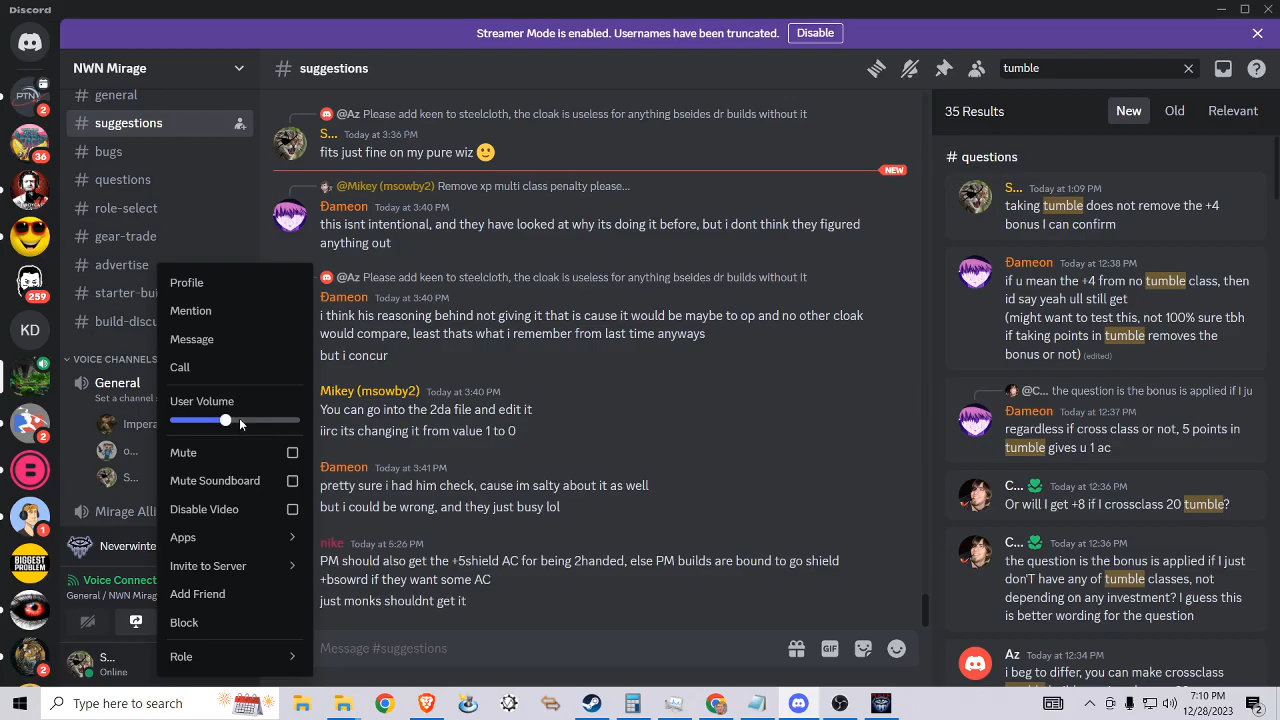 Discord
Streamer Mode is enabled. Usernames have been truncated.
Disable
NWN Mirage
# suggestions
tumble
general
# suggestions
# bugs
# questions
# role-select
# gear-trade
# advertise
# starter-bui
# build-discu
VOICE CHANNELS
General
Set a channel s
Impera
o...
S...
Mirage Alli
Neverwinte
Voice Connect
General / NWN Mirage
S...
Online
2
36
259
KD
2
1
2
Profile
Mention
Message
Call
User Volume
Mute
Mute Soundboard
Disable Video
Apps
Invite to Server
Add Friend
Block
Role
@Az Please add keen to steelcloth, the cloak is useless for anything bseides dr builds without it
S... Today at 3:36 PM
fits just fine on my pure wiz
NEW
@Mikey (msowby2) Remove xp multi class penalty please...
Đameon Today at 3:40 PM
this isnt intentional, and they have looked at why its doing it before, but i dont think they figured
anything out
@Az Please add keen to steelcloth, the cloak is useless for anything bseides dr builds without it
Đameon Today at 3:40 PM
i think his reasoning behind not giving it that is cause it would be maybe to op and no other cloak
would compare, least thats what i remember from last time anyways
but i concur
Mikey (msowby2) Today at 3:40 PM
You can go into the 2da file and edit it
iirc its changing it from value 1 to 0
Đameon Today at 3:41 PM
pretty sure i had him check, cause im salty about it as well
but i could be wrong, and they just busy lol
nike Today at 5:26 PM
PM should also get the +5shield AC for being 2handed, else PM builds are bound to go shield
+bsowrd if they want some AC
just monks shouldnt get it
Message #suggestions
GIF
35 Results
New
Old
Relevant
# questions
S... Today at 1:09 PM
taking tumble does not remove the +4
bonus I can confirm
Đameon Today at 12:38 PM
if u mean the +4 from no tumble class, then
id say yeah ull still get
(might want to test this, not 100% sure tbh
if taking points in tumble removes the
bonus or not) (edited)
@C... the question is the bonus is applied if I ju
Đameon Today at 12:37 PM
regardless if cross class or not, 5 points in
tumble gives u 1 ac
C... Today at 12:36 PM
Or will I get +8 if I crossclass 20 tumble?
C... Today at 12:36 PM
the question is the bonus is applied if I just
don'T have any of tumble classes, not
depending on any investment? I guess this
is better wording for the question
Az Today at 12:34 PM
i beg to differ, you can make crossclass
BIGGEST
PROBLEM
PTN
Type here to search
7:10 PM
12/28/2023
2